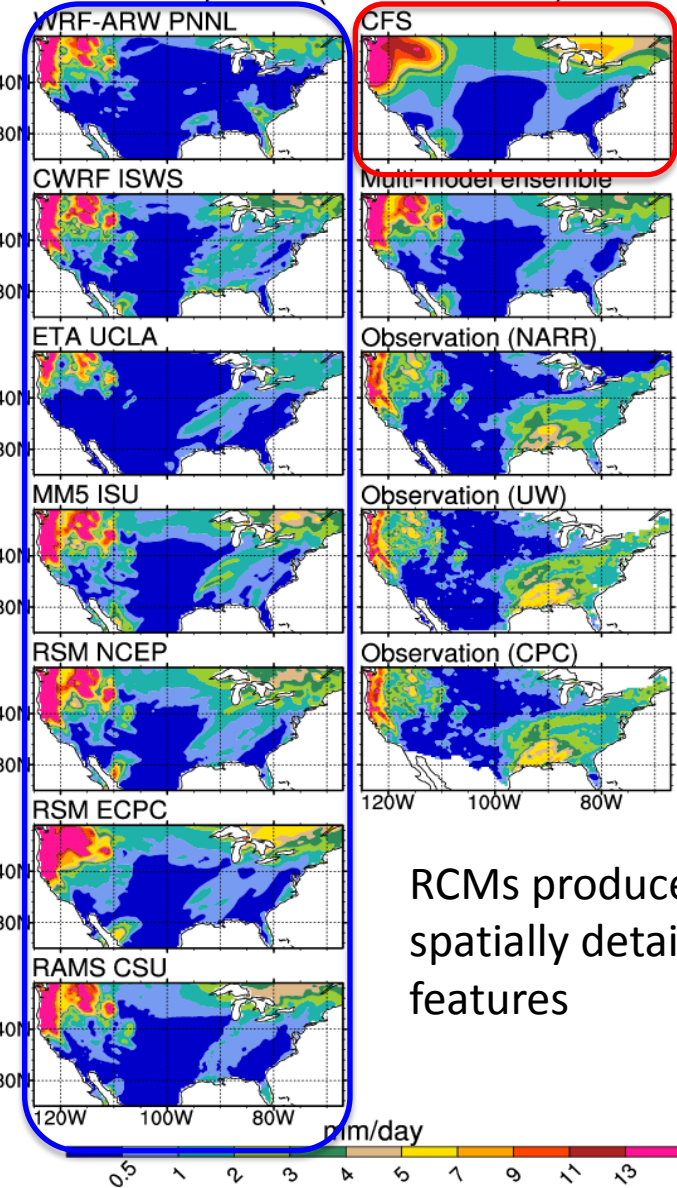 WRF-ARW PNNL
40N
30N
CWRF ISWS
40N
30N
ETA UCLA
40N
30N
MM5 ISU
40N
30N
RSM NCEP
40N
30N
RSM ECPC
40N
30N
RAMS CSU
40N
30N
120W 100W 80W
CFS
Multi-model ensemble
Observation (NARR)
Observation (UW)
Observation (CPC)
120W 100W 80W
RCMs produce
spatially detai
features
mm/day
0.5 1 2 3 4 5 7 9 11 13